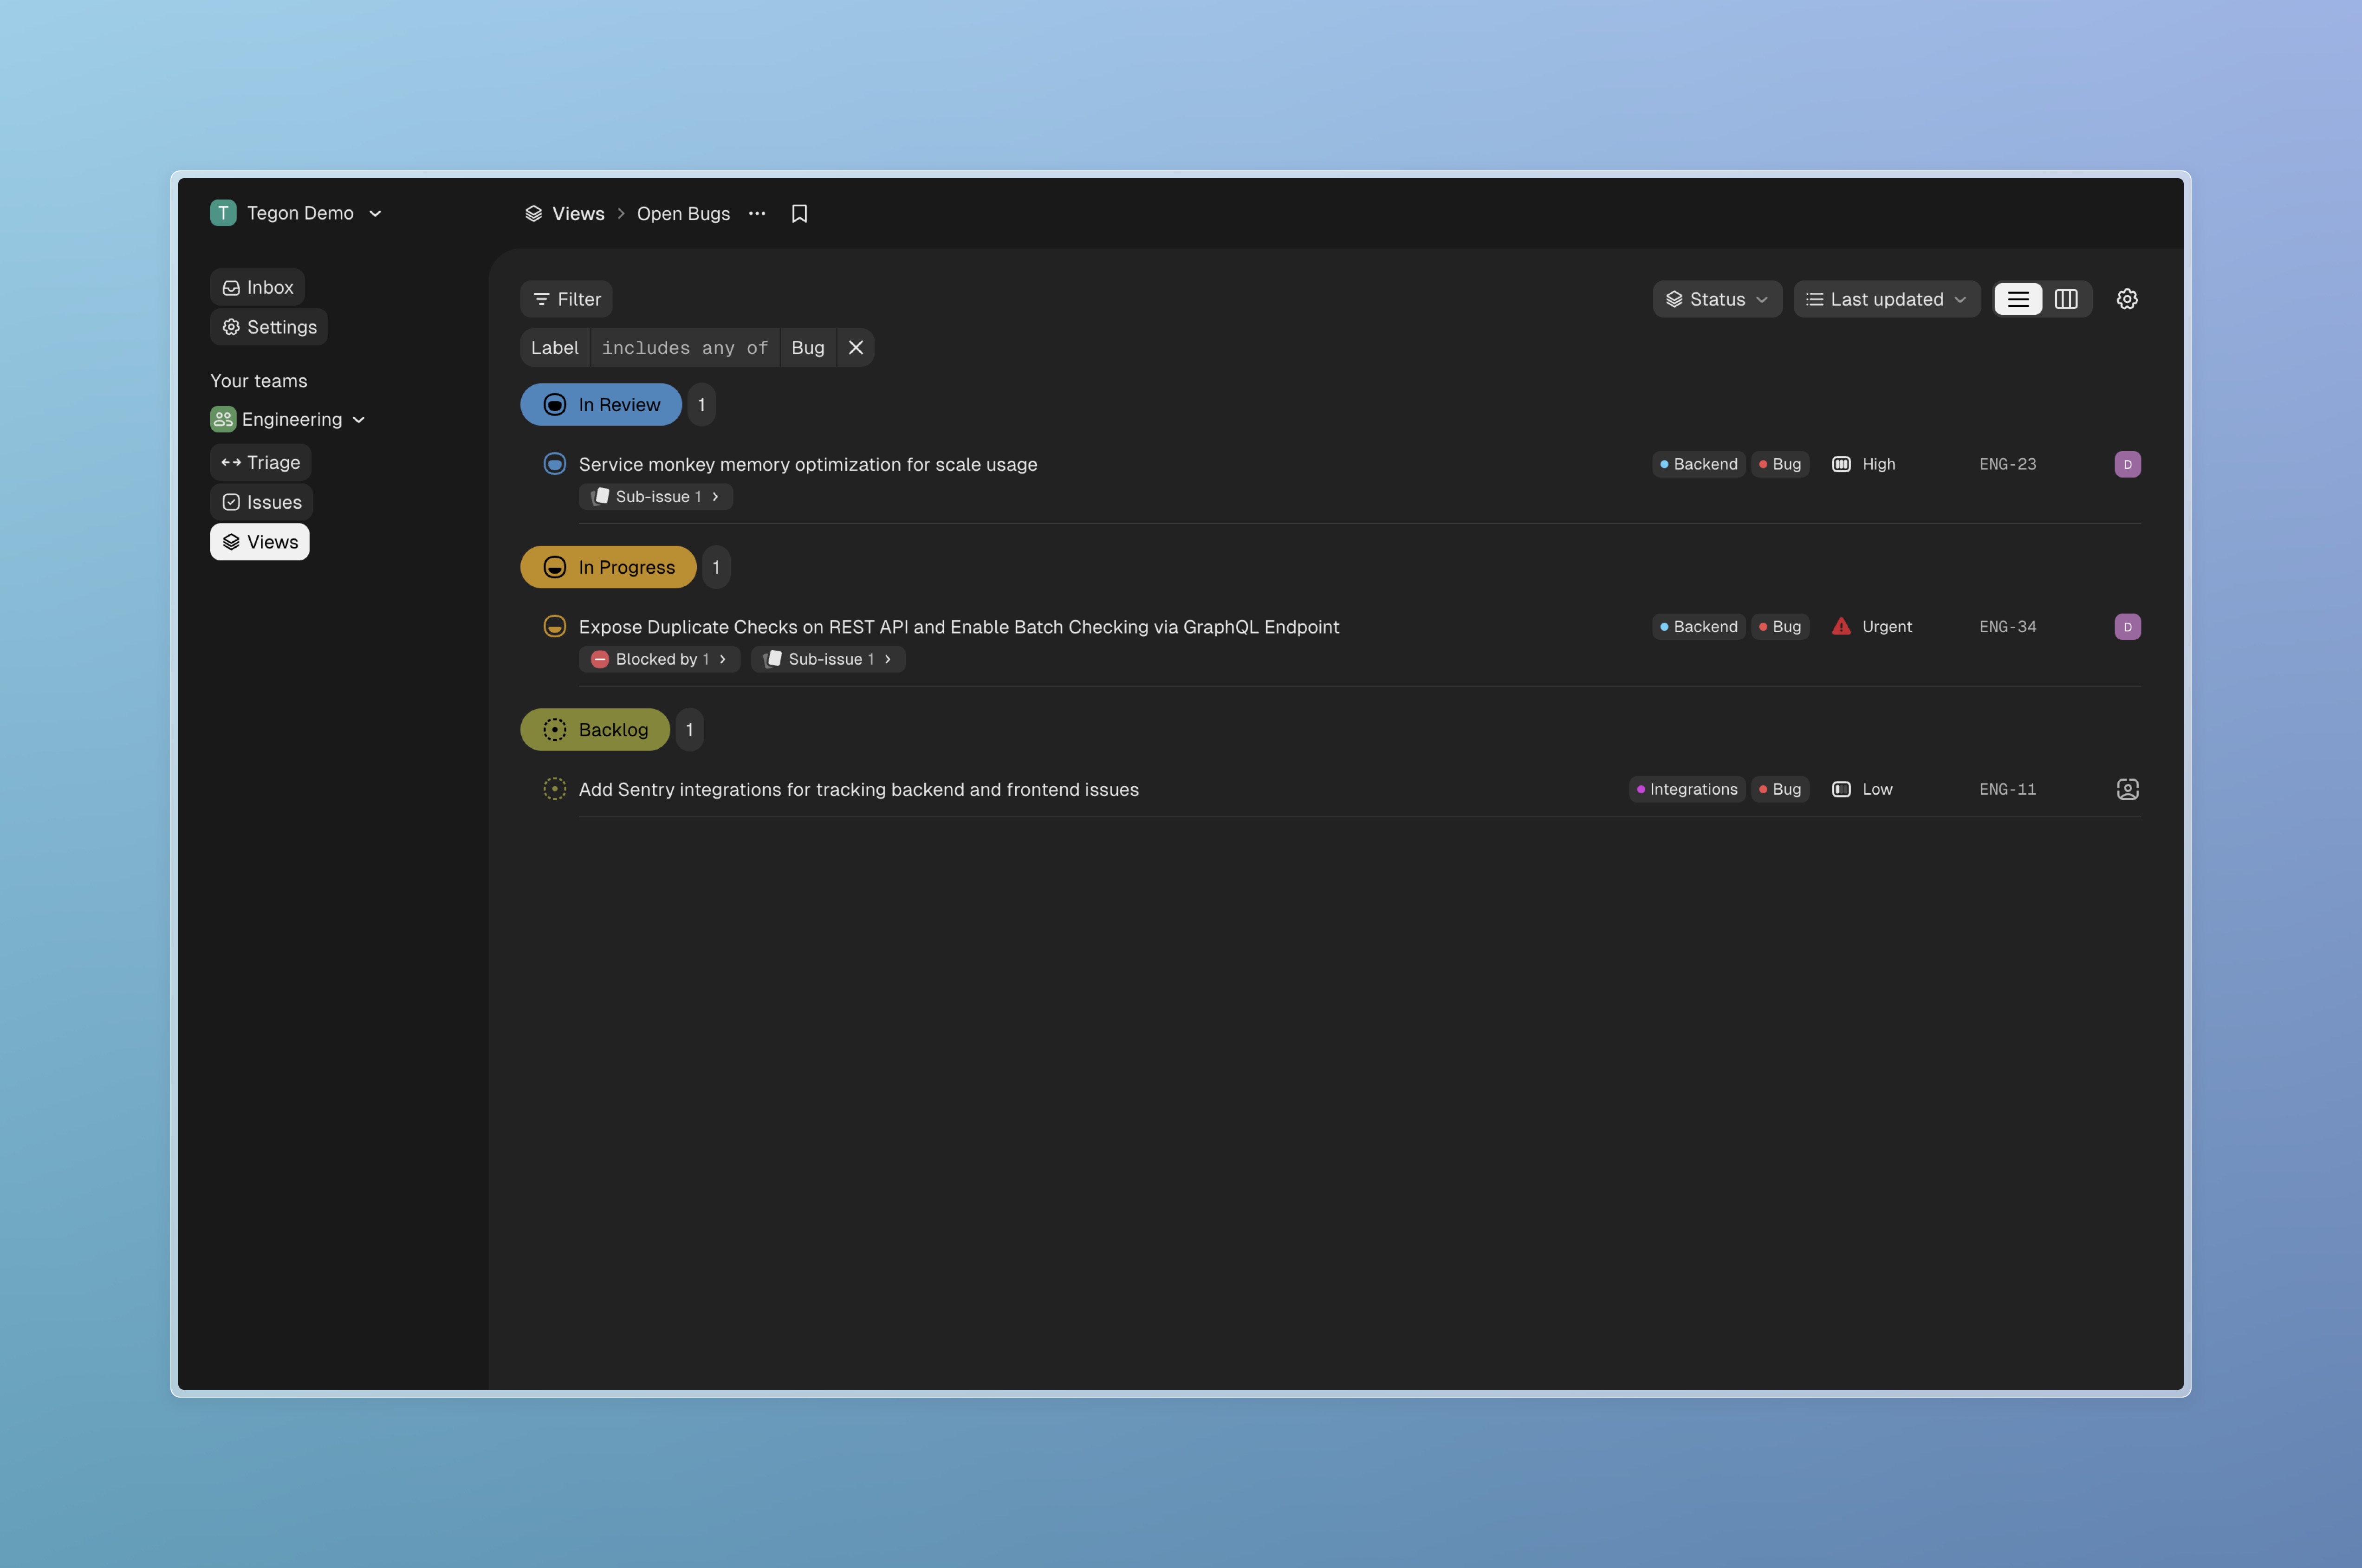 T Tegon Demo
Views > Open Bugs ...
Inbox
Settings
Your teams
Engineering
Triage
Issues
Views
Filter
Status
Last updated
Label includes any of Bug
In Review 1
Service monkey memory optimization for scale usage
Backend Bug High ENG-23 D
Sub-issue 1 >
In Progress 1
Expose Duplicate Checks on REST API and Enable Batch Checking via GraphQL Endpoint
Backend Bug Urgent ENG-34 D
Blocked by 1 > Sub-issue 1 >
Backlog 1
Add Sentry integrations for tracking backend and frontend issues
Integrations Bug Low ENG-11